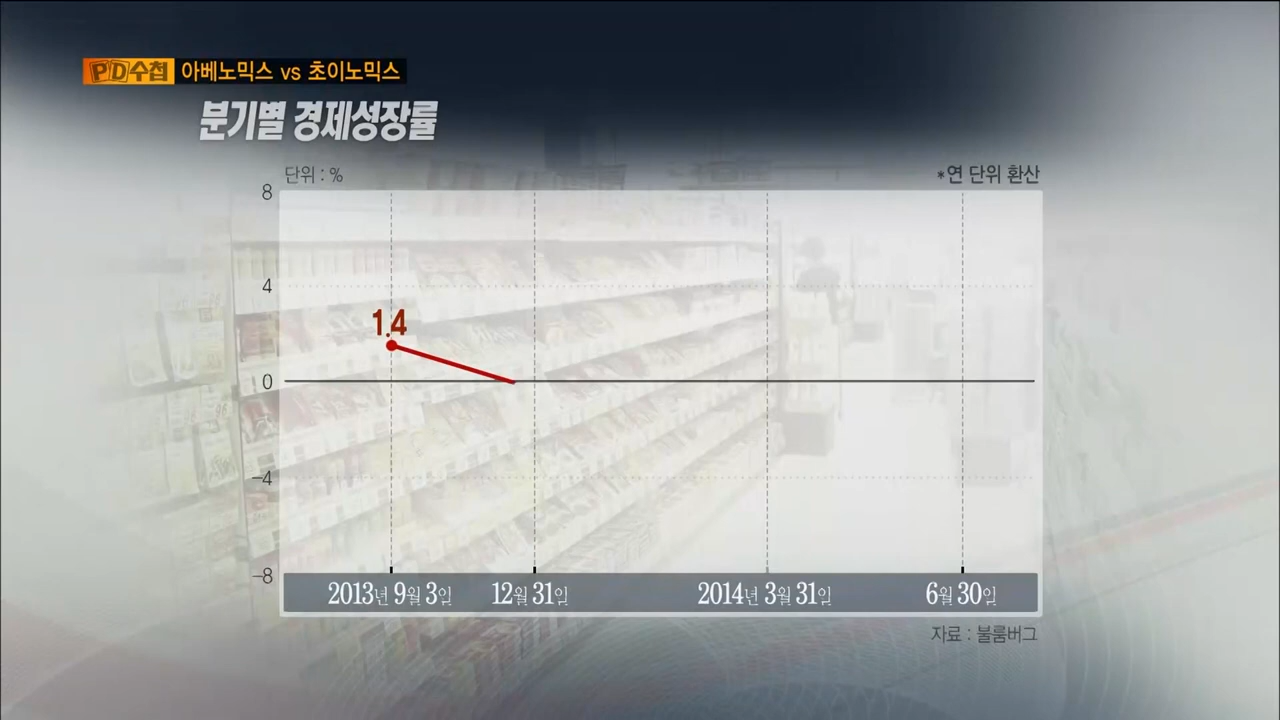 PD수첩 아베노믹스 vs 초이노믹스
분기별 경제성장률
단위 : %
*연 단위 환산
8
4
0
-4
-8
1.4
2013년 9월 3일
12월 31일
2014년 3월 31일
6월 30일
자료 : 불룸버그